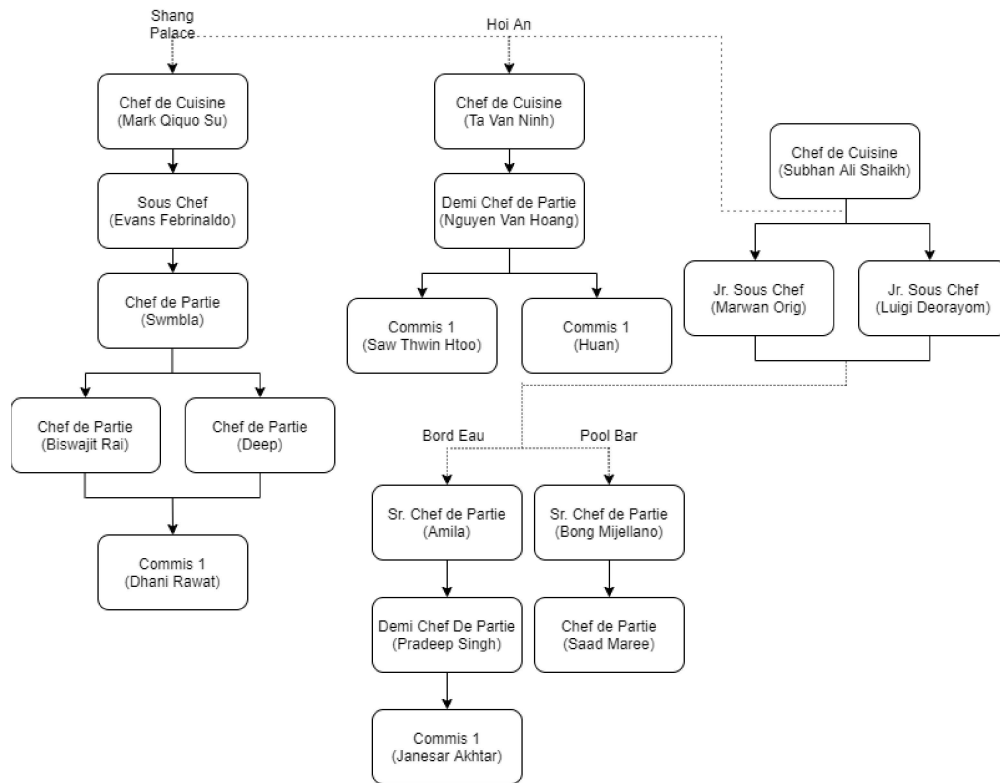 Shang
Palace
Hoi An
Chef de Cuisine
(Mark Qiquo Su)
Chef de Cuisine
(Ta Van Ninh)
Chef de Cuisine
(Subhan Ali Shaikh)
Sous Chef
(Evans Febrinaldo)
Demi Chef de Partie
(Nguyen Van Hoang)
Jr. Sous Chef
(Marwan Orig)
Jr. Sous Chef
(Luigi Deorayom)
Chef de Partie
(Swmbla)
Commis 1
(Saw Thwin Htoo)
Commis 1
(Huan)
Chef de Partie
(Biswajit Rai)
Chef de Partie
(Deep)
Bord Eau
Pool Bar
Sr. Chef de Partie
(Amila)
Sr. Chef de Partie
(Bong Mijellano)
Commis 1
(Dhani Rawat)
Demi Chef De Partie
(Pradeep Singh)
Chef de Partie
(Saad Maree)
Commis 1
(Janesar Akhtar)